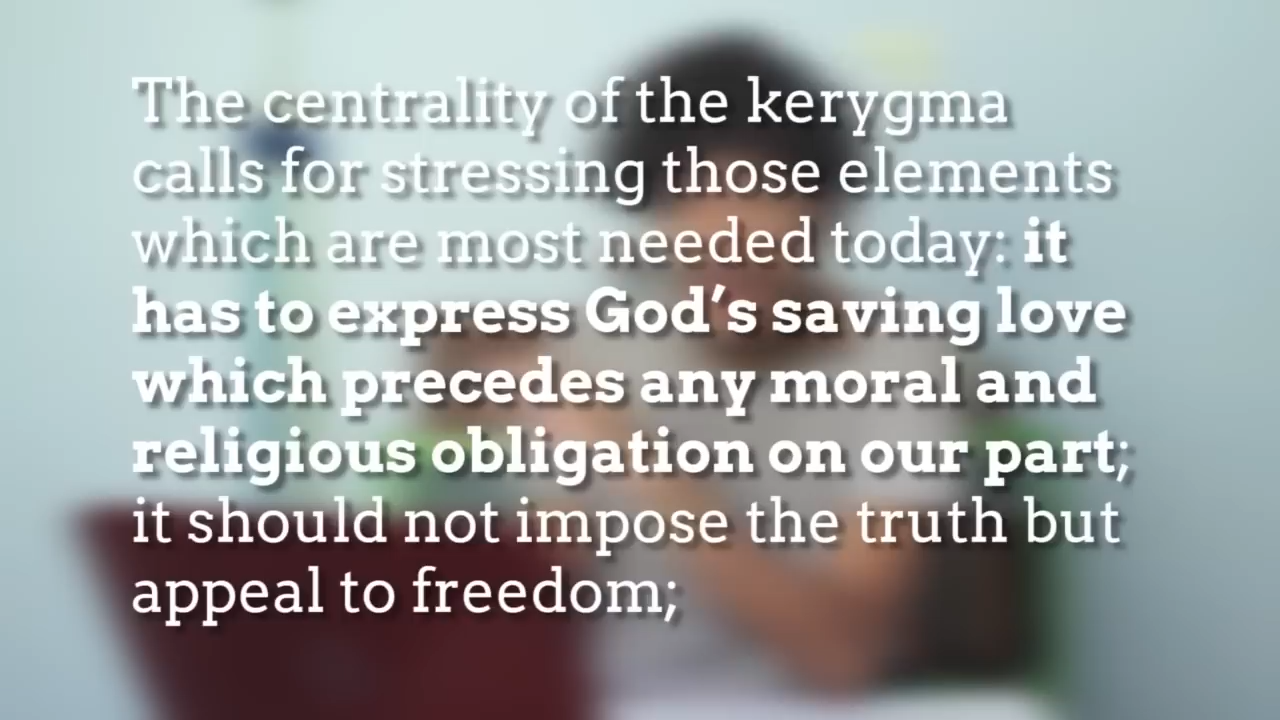 The centrality of the kerygma
calls for stressing those elements
which are most needed today: it
has to express God’s saving love
which precedes any moral and
religious obligation on our part;
it should not impose the truth but
appeal to freedom;